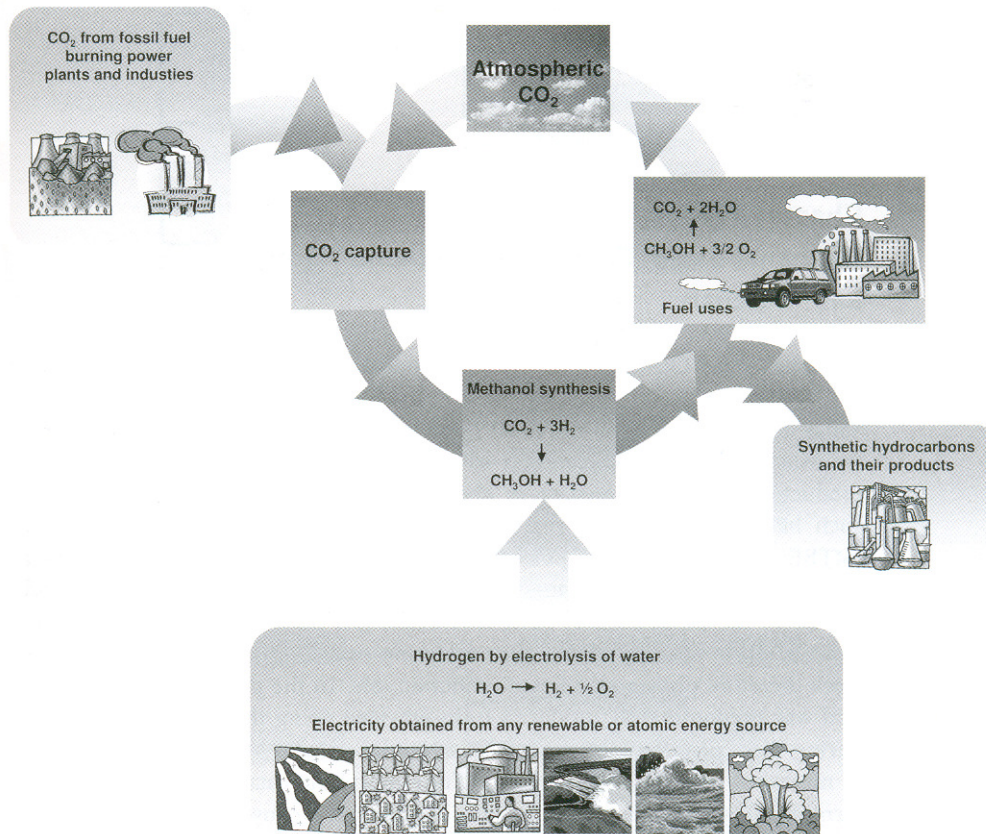 CO₂ from fossil fuel
burning power
plants and industies
Atmospheric
CO₂
CO₂ capture
CO₂ + 2H₂O
↑
CH₃OH + 3/2 O₂
Fuel uses
Methanol synthesis
CO₂ + 3H₂
↓
CH₃OH + H₂O
Synthetic hydrocarbons
and their products
Hydrogen by electrolysis of water
H₂O → H₂ + ½ O₂
Electricity obtained from any renewable or atomic energy source